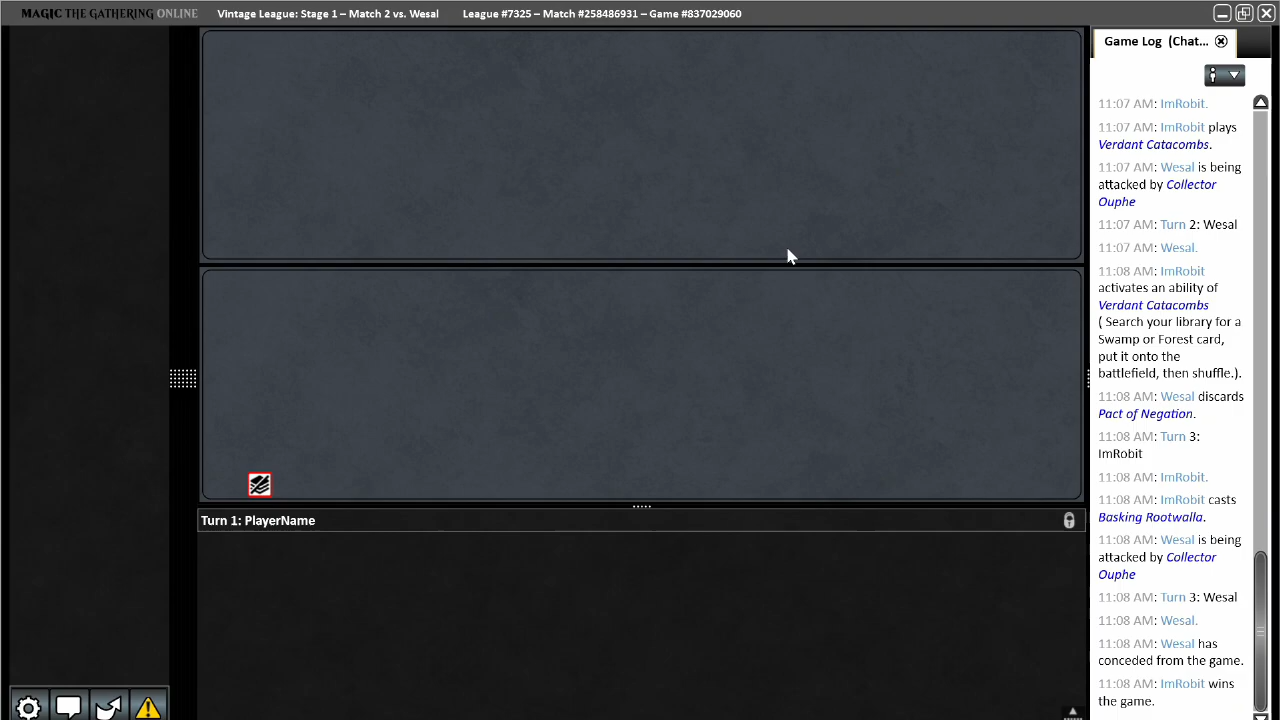 MAGIC THE GATHERING ONLINE
Vintage League: Stage 1 – Match 2 vs. Wesal
League #7325 – Match #258486931 – Game #837029060
Game Log (Chat...
11:07 AM: ImRobit.
11:07 AM: ImRobit plays
Verdant Catacombs.
11:07 AM: Wesal is being
attacked by Collector
Ouphe
11:07 AM: Turn 2: Wesal
11:07 AM: Wesal.
11:08 AM: ImRobit
activates an ability of
Verdant Catacombs
( Search your library for a
Swamp or Forest card,
put it onto the
battlefield, then shuffle.).
11:08 AM: Wesal discards
Pact of Negation.
11:08 AM: Turn 3:
ImRobit
11:08 AM: ImRobit.
11:08 AM: ImRobit casts
Basking Rootwalla.
11:08 AM: Wesal is being
attacked by Collector
Ouphe
11:08 AM: Turn 3: Wesal
11:08 AM: Wesal.
11:08 AM: Wesal has
conceded from the game.
11:08 AM: ImRobit wins
the game.
Turn 1: PlayerName